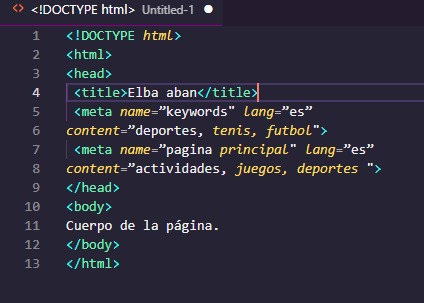 <> <!DOCTYPE html> Untitled-1 ●
1 <!DOCTYPE html>
2 <html>
3 <head>
4 <title>Elba aban</title>
5 <meta name=”keywords" lang=”es”
6 content=”deportes, tenis, futbol">
7 <meta name=”pagina principal" lang=”es”
8 content=”actividades, juegos, deportes ">
9 </head>
10 <body>
11 Cuerpo de la página.
12 </body>
13 </html>